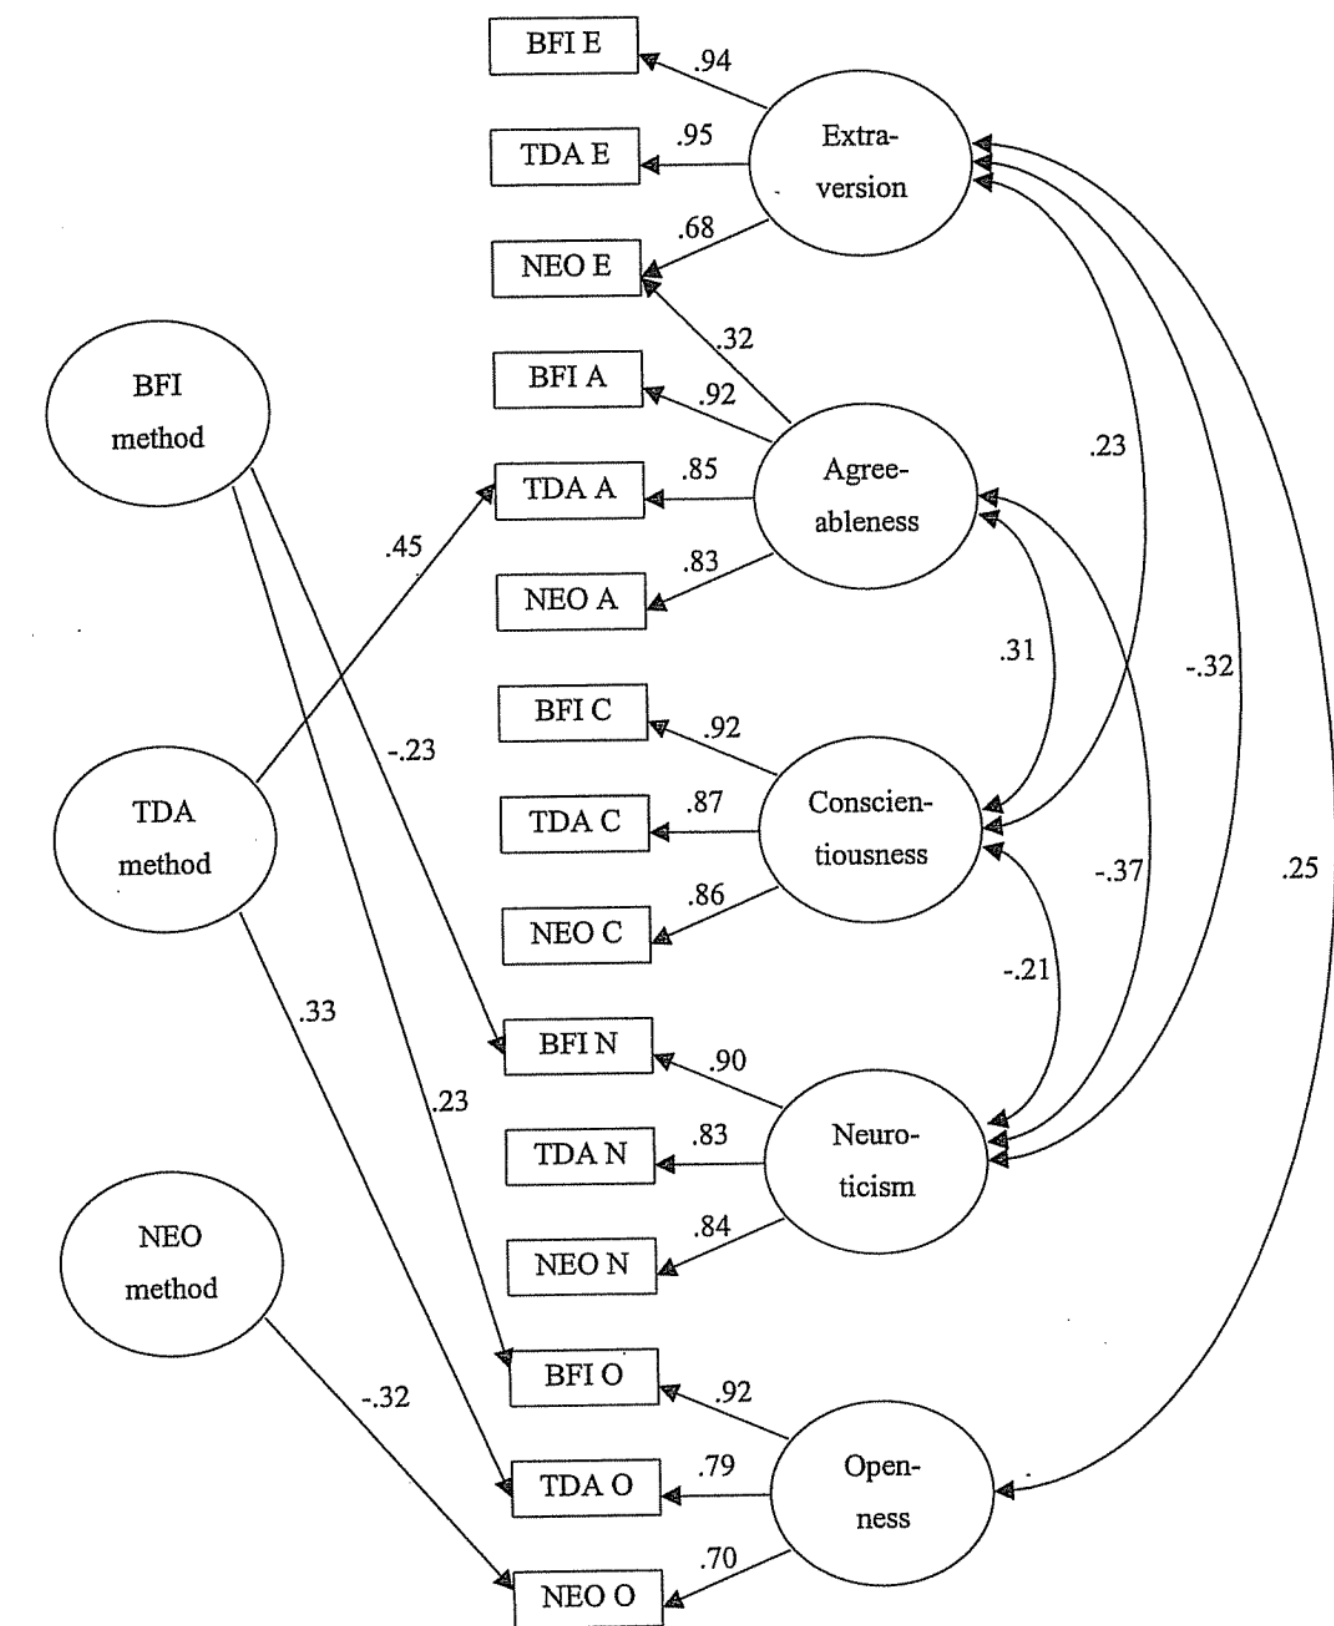 BFI E
.94
TDA E
.95
Extra-
version
NEO E
.68
.32
BFI A
.92
BFI
method
TDA A
.85
Agree-
ableness
.23
.45
NEO A
.83
.31
-.32
BFI C
.92
-.23
TDA
method
TDA C
.87
Conscien-
tiousness
-.37
.25
NEO C
.86
-.21
.33
BFI N
.90
.23
TDA N
.83
Neuro-
ticism
NEO
method
NEO N
.84
BFI O
.92
-.32
TDA O
.79
Open-
ness
NEO O
.70